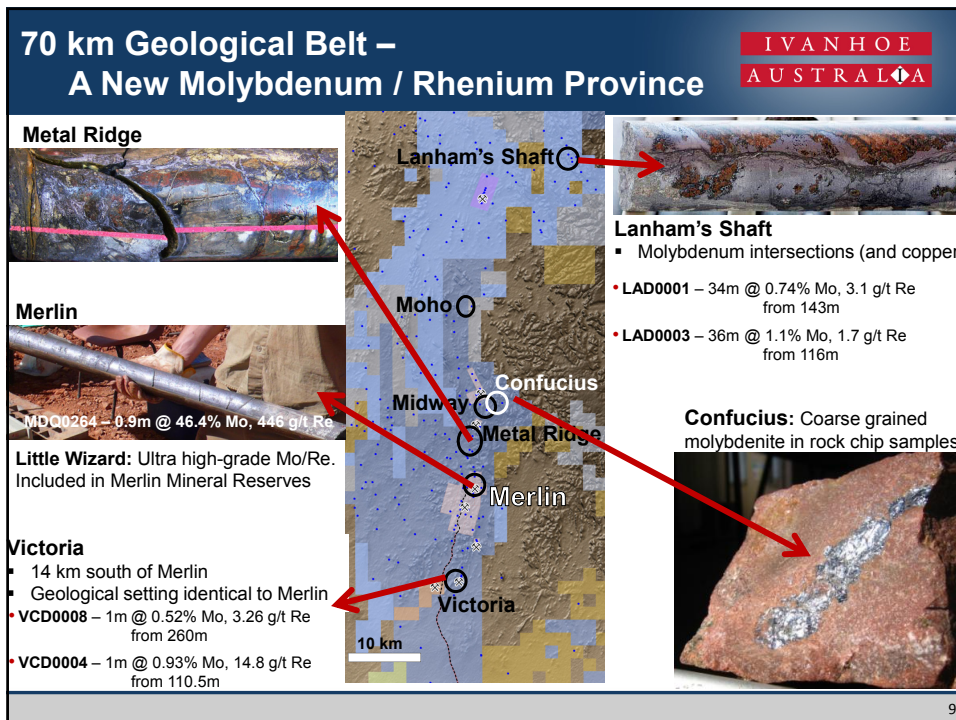 70 km Geological Belt –
A New Molybdenum / Rhenium Province
IVANHOE
AUSTRALIA
Metal Ridge
Merlin
MDQ0264 – 0.9m @ 46.4% Mo, 446 g/t Re
Little Wizard: Ultra high-grade Mo/Re.
Included in Merlin Mineral Reserves
Victoria
▪ 14 km south of Merlin
▪ Geological setting identical to Merlin
• VCD0008 – 1m @ 0.52% Mo, 3.26 g/t Re
from 260m
• VCD0004 – 1m @ 0.93% Mo, 14.8 g/t Re
from 110.5m
Lanham's Shaft
Moho
Confucius
Midway
Metal Ridge
Merlin
Victoria
10 km
Lanham's Shaft
▪ Molybdenum intersections (and copper
• LAD0001 – 34m @ 0.74% Mo, 3.1 g/t Re
from 143m
• LAD0003 – 36m @ 1.1% Mo, 1.7 g/t Re
from 116m
Confucius: Coarse grained
molybdenite in rock chip samples
9